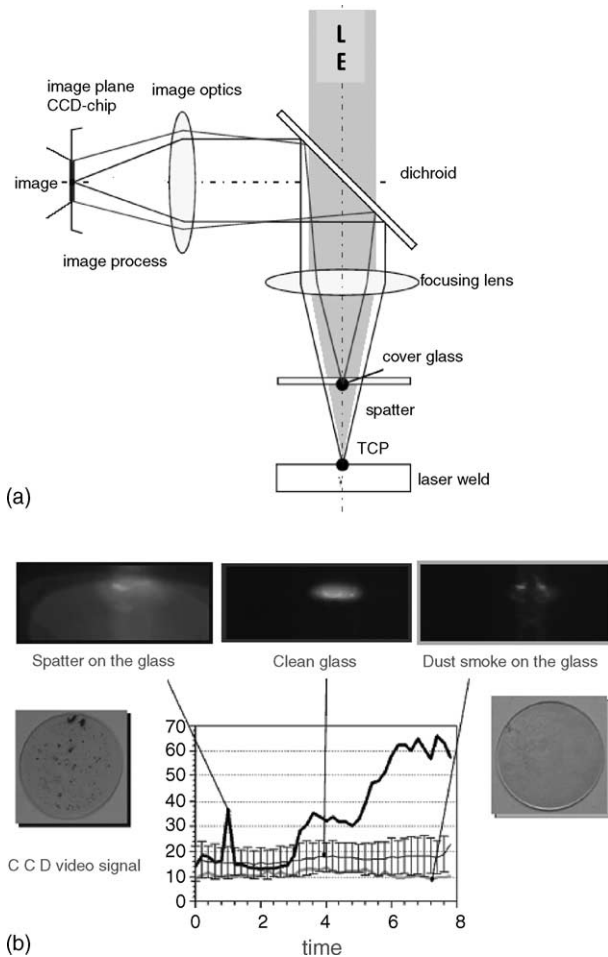 L
E
image plane
CCD-chip
image optics
image
dichroid
image process
focusing lens
cover glass
spatter
TCP
laser weld
(a)
Spatter on the glass
Clean glass
Dust smoke on the glass
70
60
50
40
30
20
10
0
0 2 4 6 8
time
C C D video signal
(b)